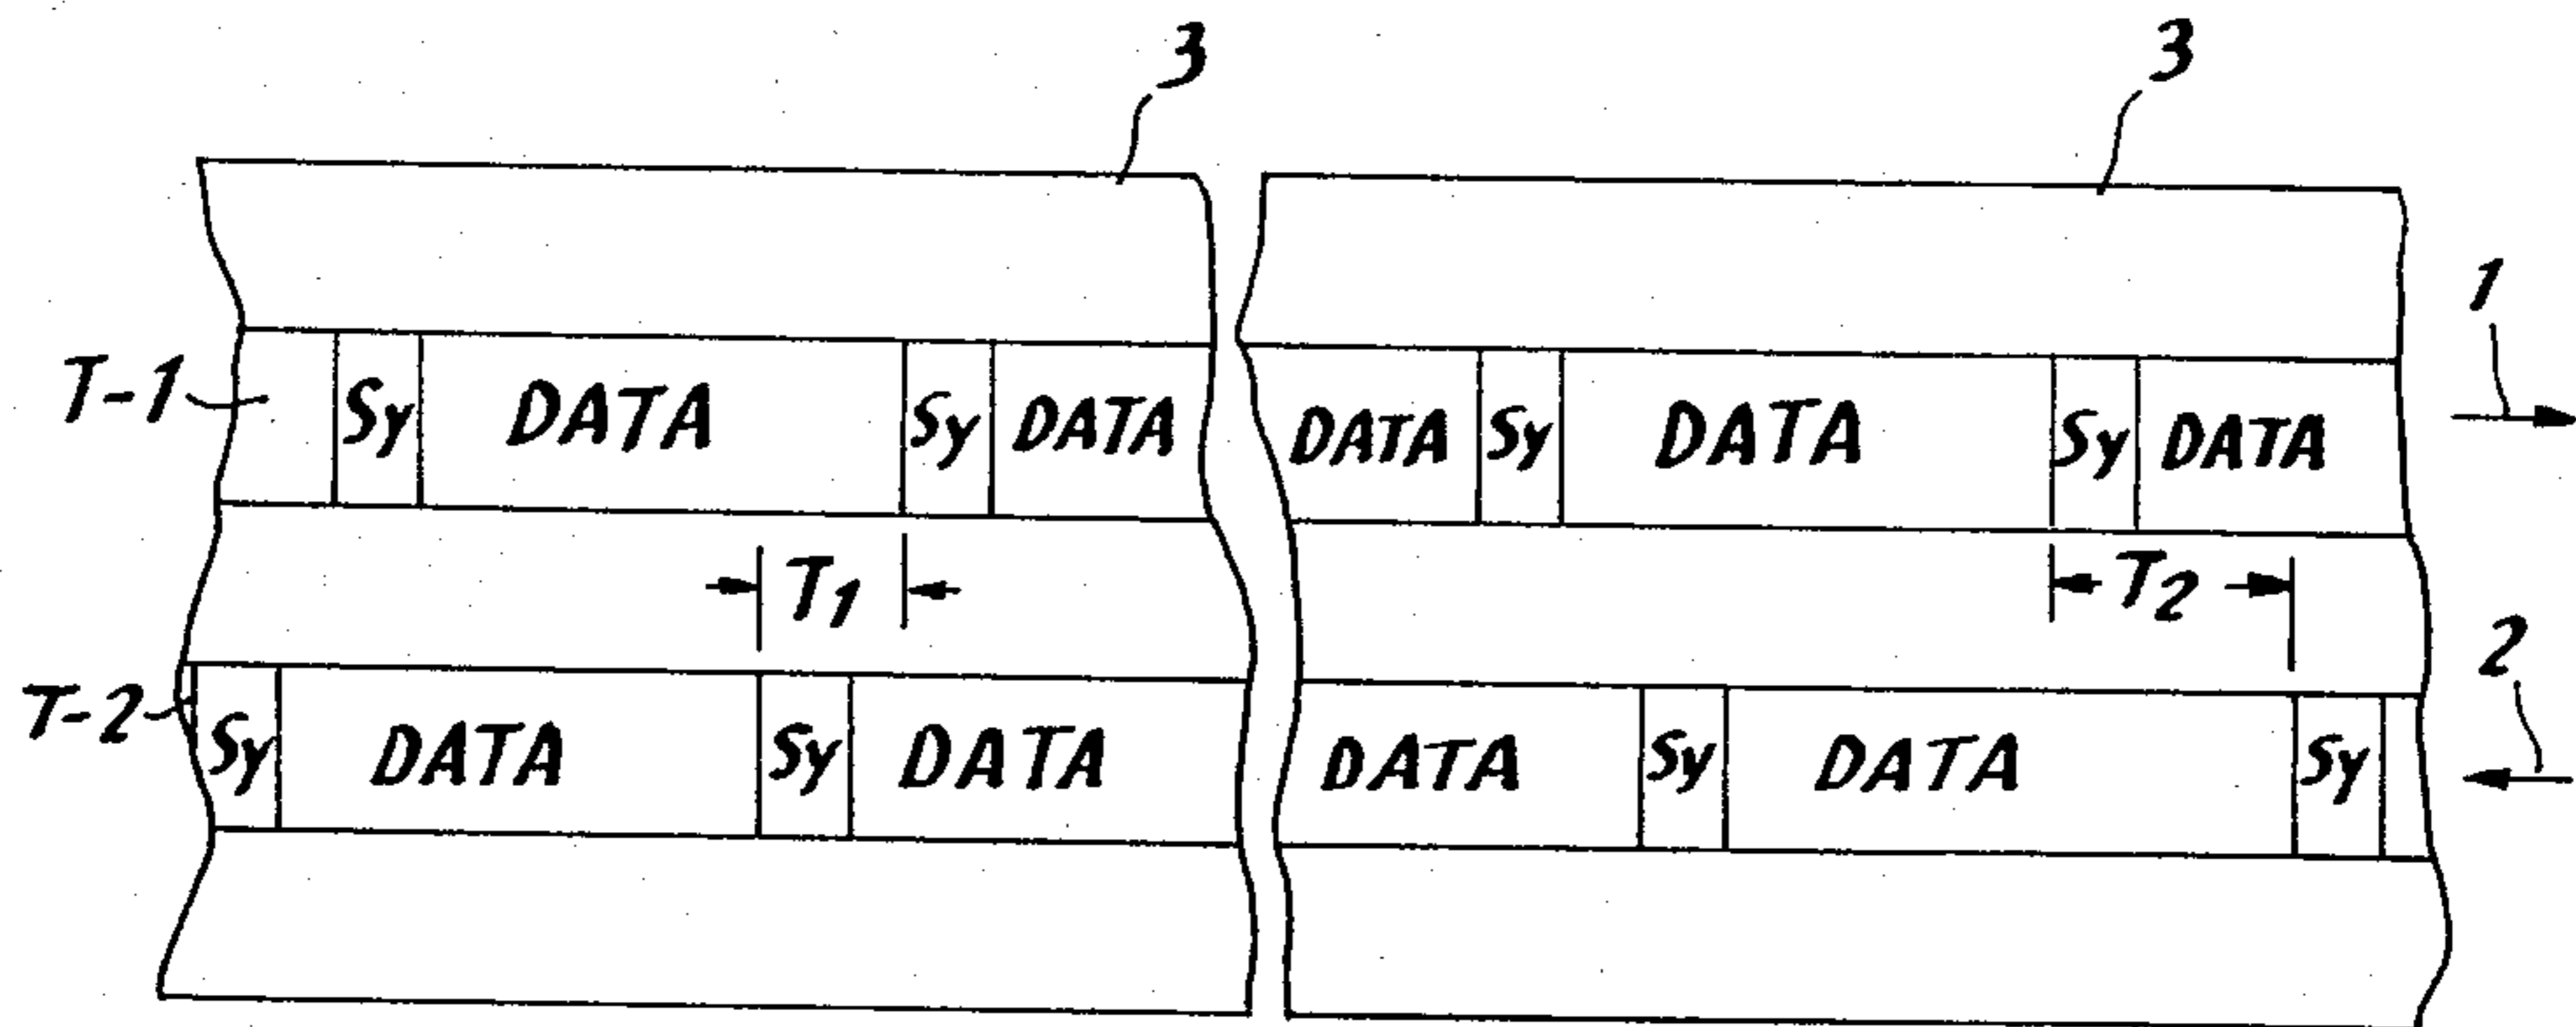 3 3
1
T-1 Sy DATA Sy DATA DATA Sy DATA Sy DATA
T1 T2
2
T-2 Sy DATA Sy DATA DATA Sy DATA Sy